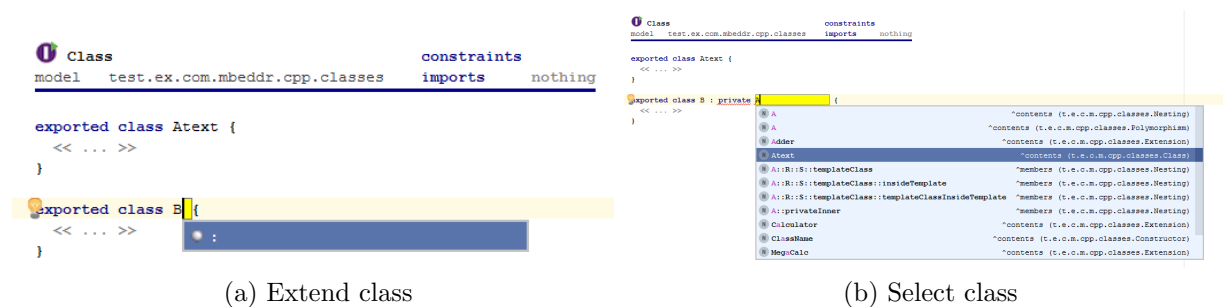 Class constraints
model test.ex.com.mbeddr.cpp.classes imports nothing
exported class Atext {
<< ... >>
}
exported class B {
<< ... >>
:
}
(a) Extend class
Class constraints
model test.ex.com.mbeddr.cpp.classes imports nothing
exported class Atext {
<< ... >>
}
exported class B : private A {
<< ... >>
}
N A ^contents (t.e.c.m.cpp.classes.Nesting)
N A ^contents (t.e.c.m.cpp.classes.Polymorphism)
N Adder ^contents (t.e.c.m.cpp.classes.Extension)
N Atext ^contents (t.e.c.m.cpp.classes.Class)
N A::R::S::templateClass ^members (t.e.c.m.cpp.classes.Nesting)
N A::R::S::templateClass::insideTemplate ^members (t.e.c.m.cpp.classes.Nesting)
N A::R::S::templateClass::templateClassInsideTemplate ^members (t.e.c.m.cpp.classes.Nesting)
N A::privateInner ^members (t.e.c.m.cpp.classes.Nesting)
N Calculator ^contents (t.e.c.m.cpp.classes.Extension)
N ClassName ^contents (t.e.c.m.cpp.classes.Constructor)
N MegaCalc ^contents (t.e.c.m.cpp.classes.Extension)
(b) Select class